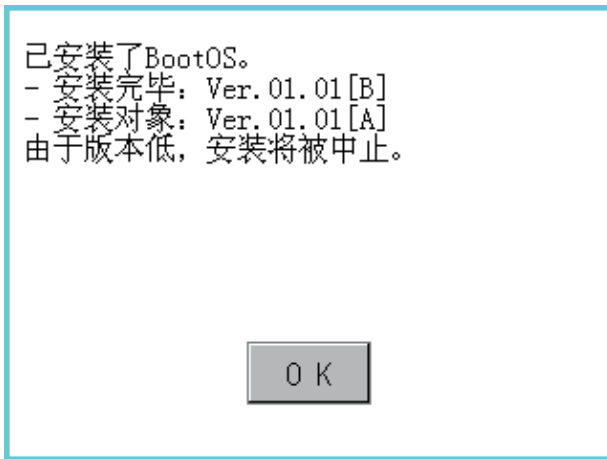 已安装了BootOS。
- 安装完毕：Ver.01.01[B]
- 安装对象：Ver.01.01[A]
由于版本低，安装将被中止。
OK